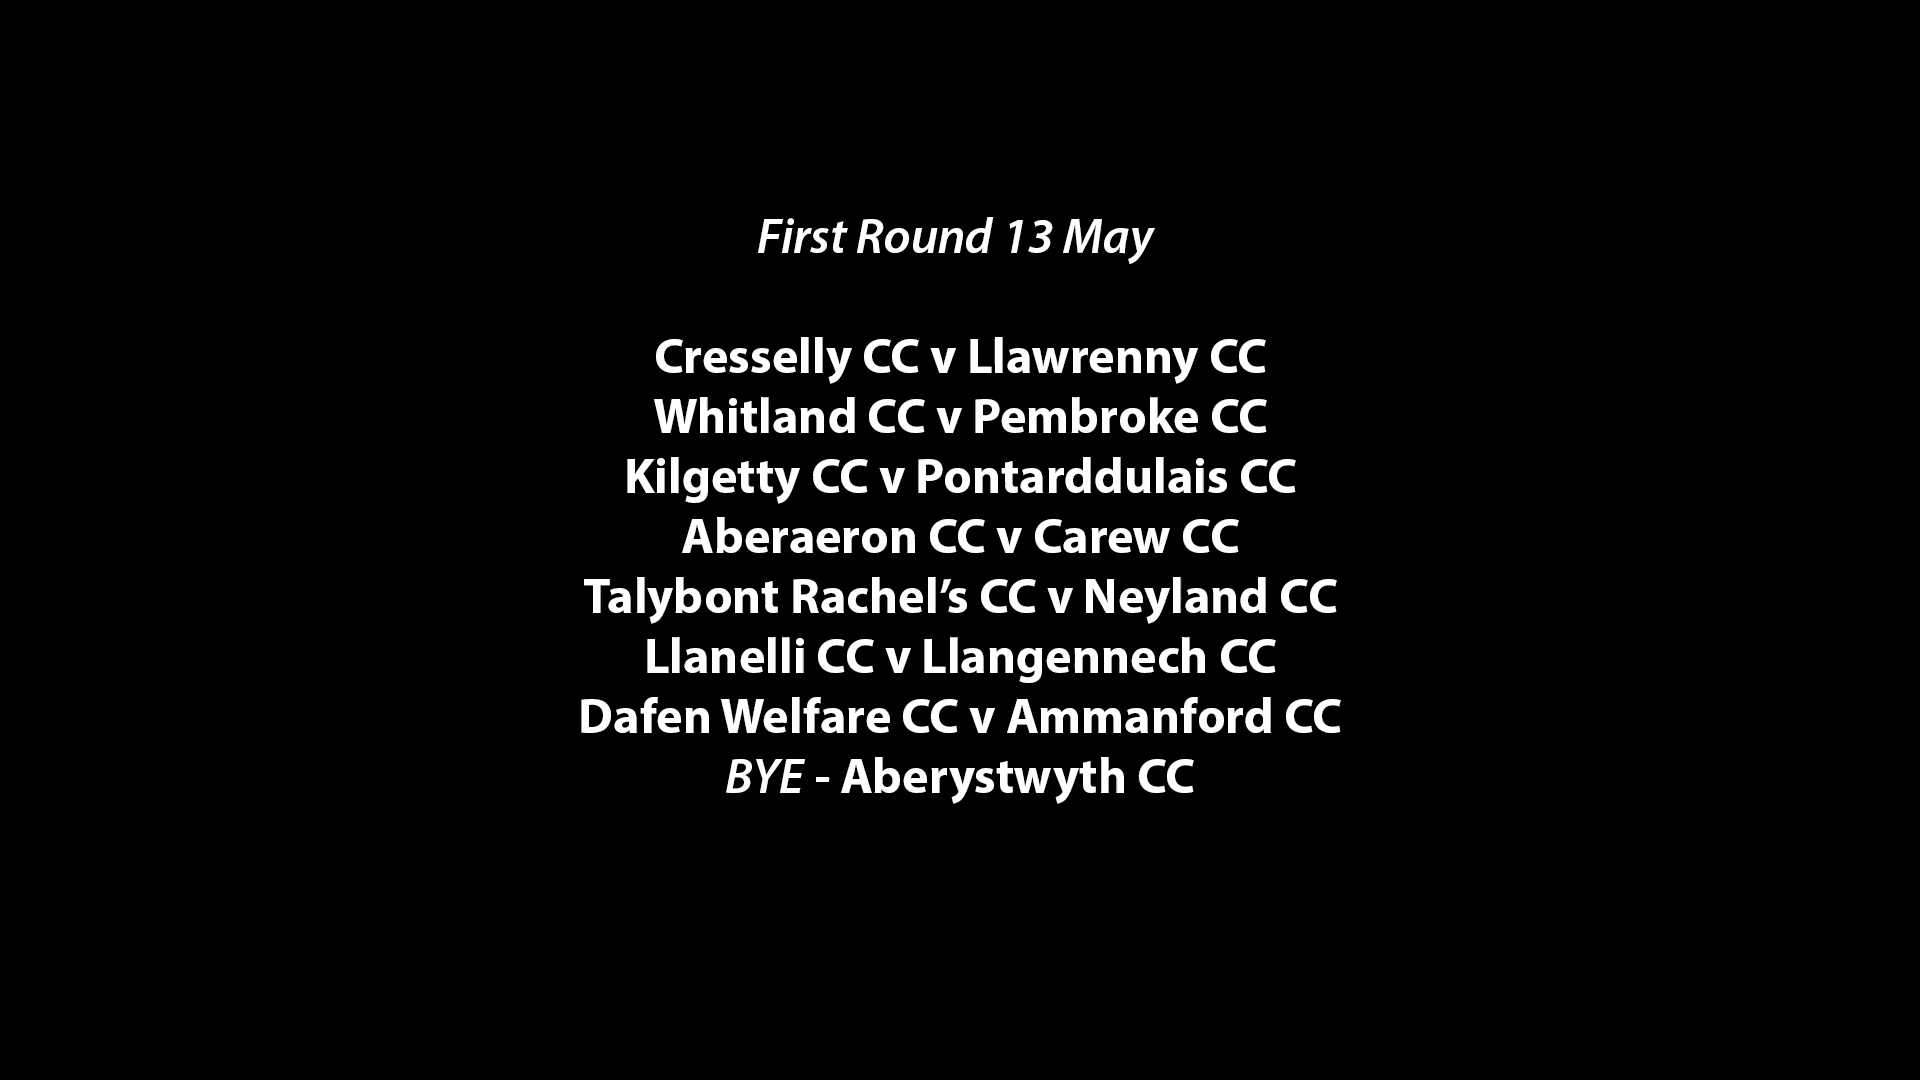 First Round 13 May
Cresselly CC v Llawrenny CC
Whitland CC v Pembroke CC
Kilgetty CC v Pontarddulais CC
Aberaeron CC v Carew CC
Talybont Rachel’s CC v Neyland CC
Llanelli CC v Llangennech CC
Dafen Welfare CC v Ammanford CC
BYE - Aberystwyth CC